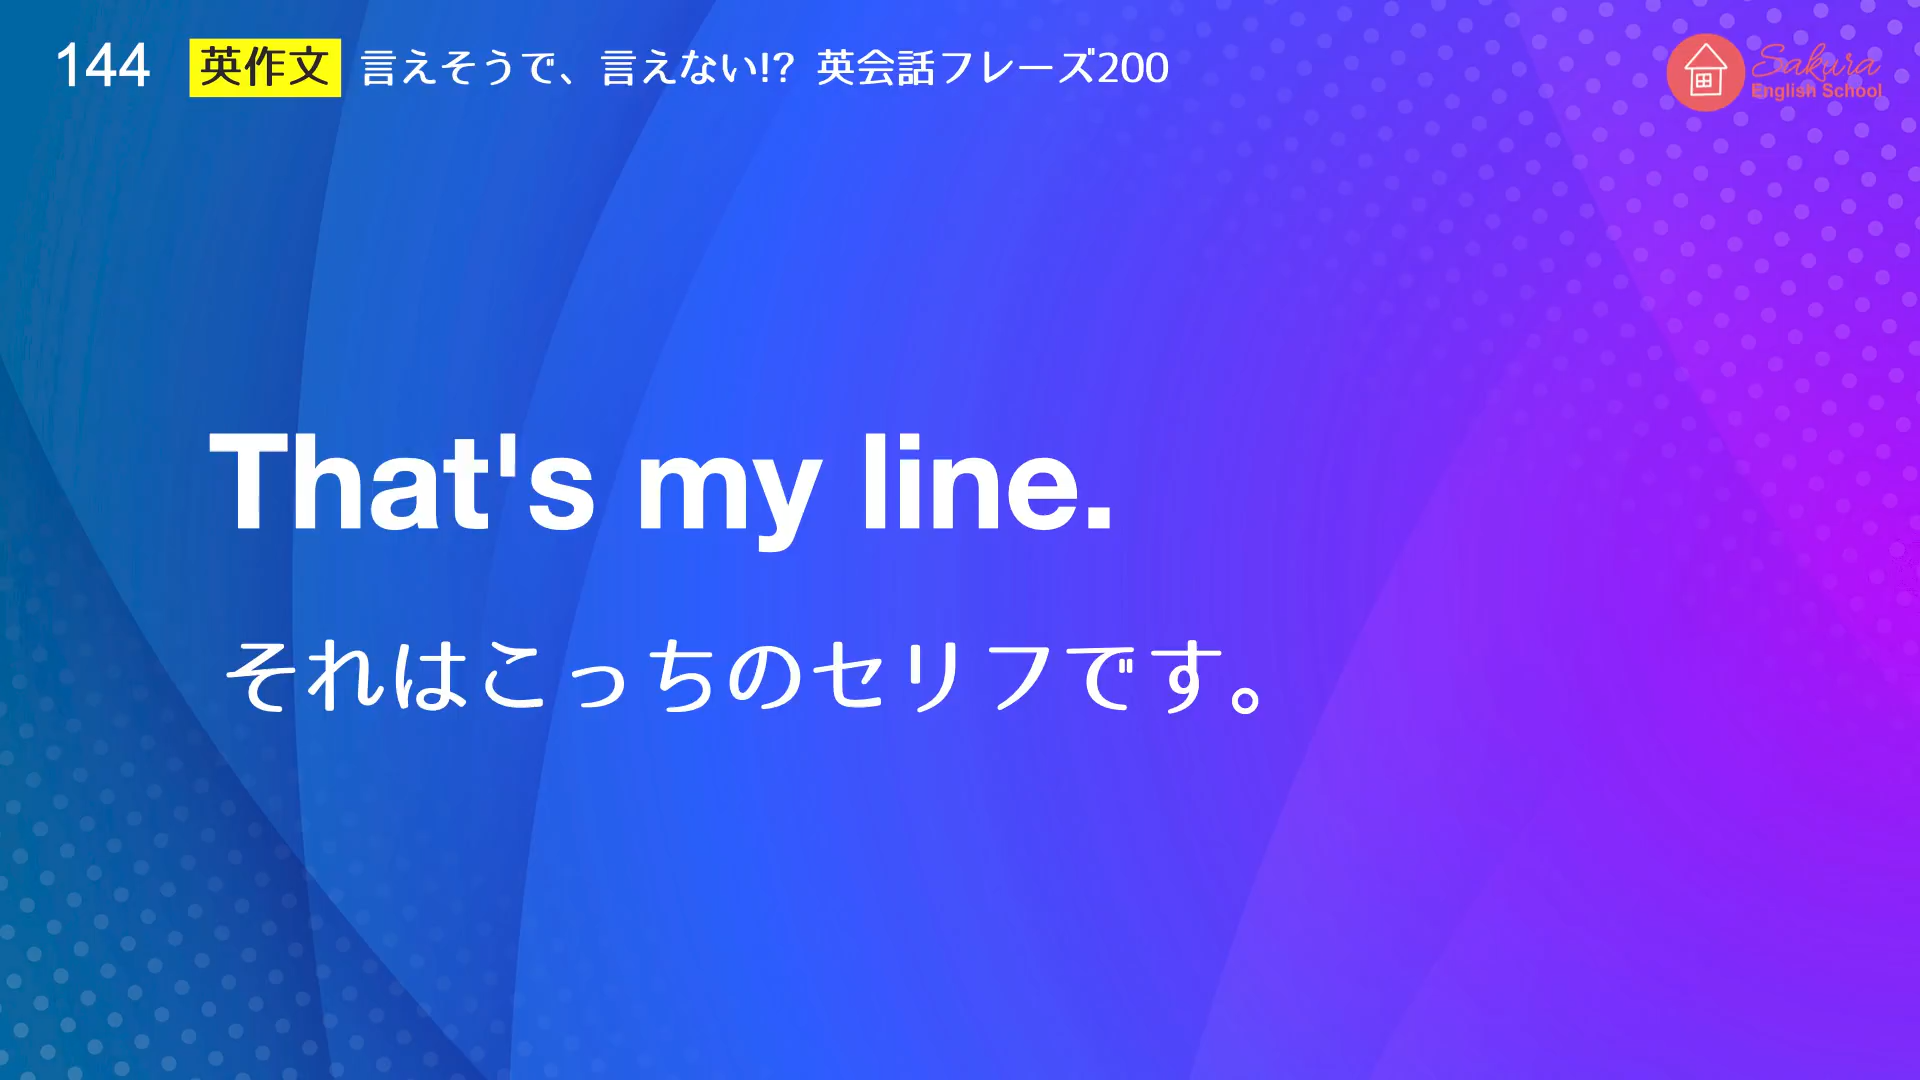 144 英作文 言えそうで、言えない!? 英会話フレーズ200
Sakura
English School
That's my line.
それはこっちのセリフです。